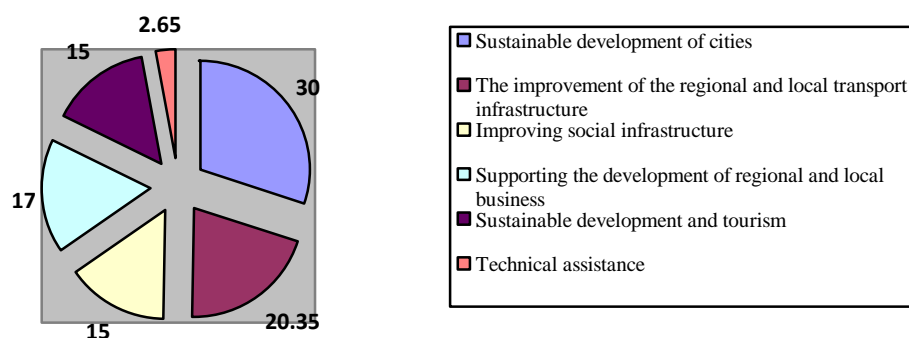 2.65
15
30
17
15
20.35
Sustainable development of cities
The improvement of the regional and local transport
infrastructure
Improving social infrastructure
Supporting the development of regional and local
business
Sustainable development and tourism
Technical assistance